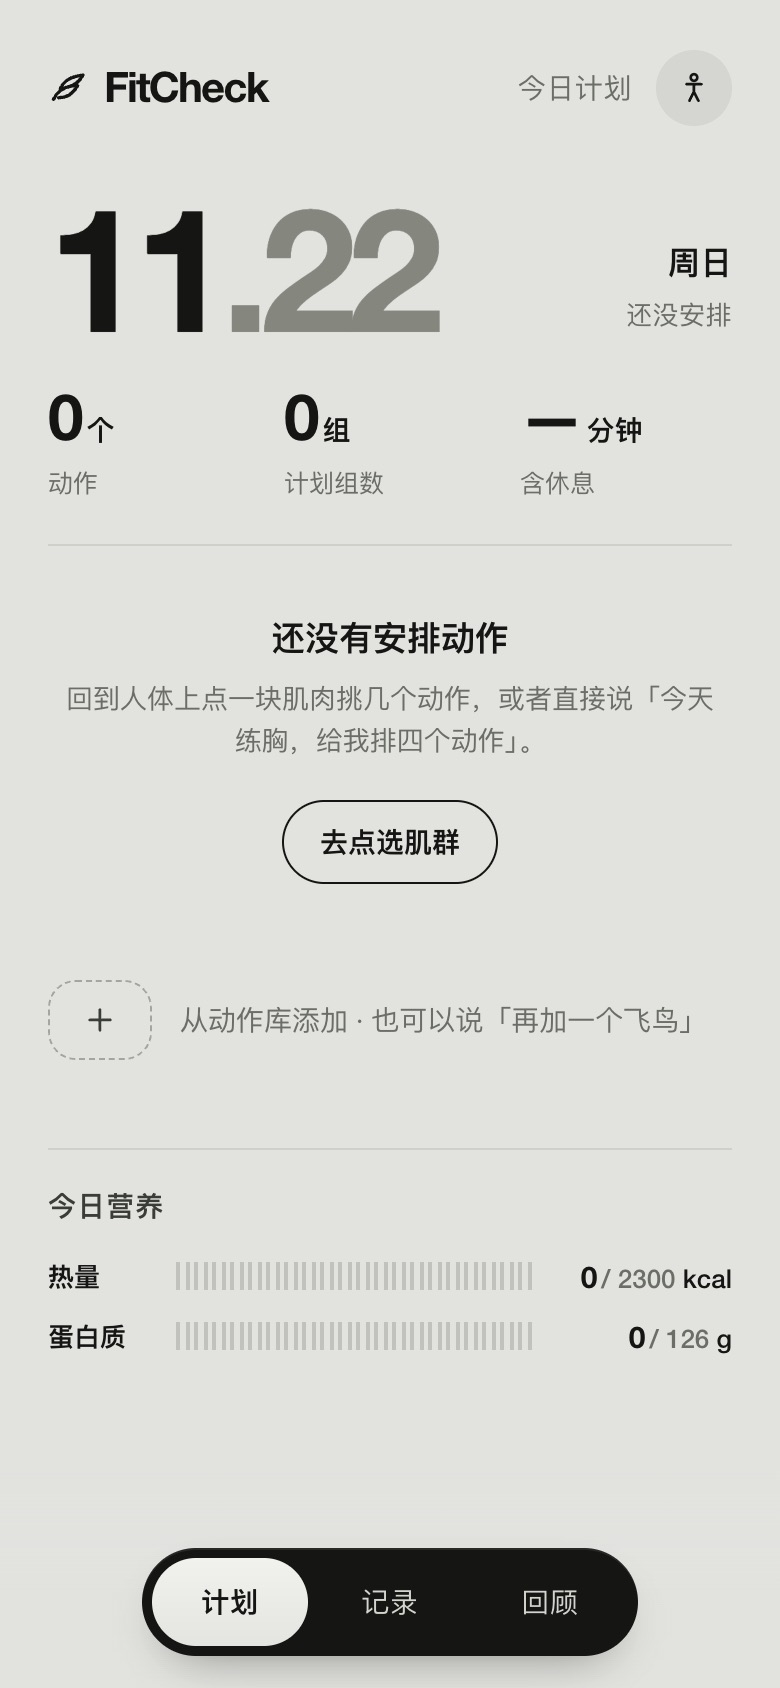 FitCheck
今日计划
11.22
周日
还没安排
0个
0组
— 分钟
动作
计划组数
含休息
还没有安排动作
回到人体上点一块肌肉挑几个动作，或者直接说「今天
练胸，给我排四个动作」。
去点选肌群
+
从动作库添加 · 也可以说「再加一个飞鸟」
今日营养
热量
0 / 2300 kcal
蛋白质
0 / 126 g
计划
记录
回顾